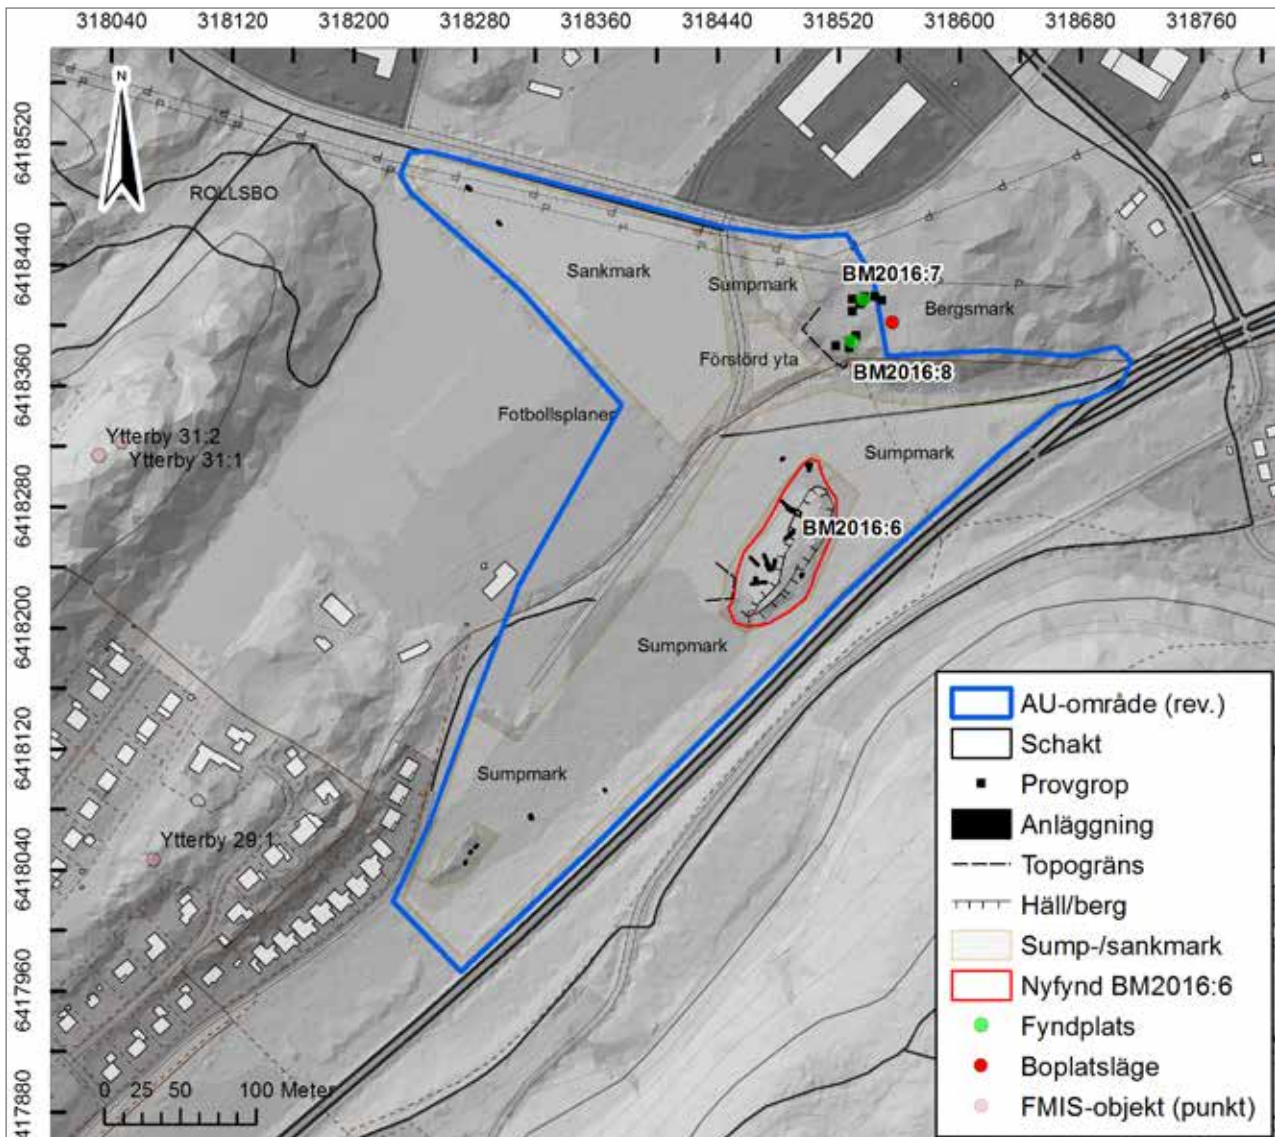 318040 318120 318200 318280 318360 318440 318520 318600 318680 318760
6418520
6418440
6418360
6418280
6418200
6418120
6418040
6417960
6417880
N
ROLLSBO
Sankmark
Sumpmark
BM2016:7
Bergsmark
Förstörd yta
BM2016:8
Fotbollsplaner
Ytterby 31:2
Ytterby 31:1
Sumpmark
BM2016:6
Sumpmark
Sumpmark
Ytterby 29:1
0 25 50 100 Meter
AU-område (rev.)
Schakt
Provgrop
Anläggning
Topogräns
Häll/berg
Sump-/sankmark
Nyfynd BM2016:6
Fyndplats
Boplatsläge
FMIS-objekt (punkt)